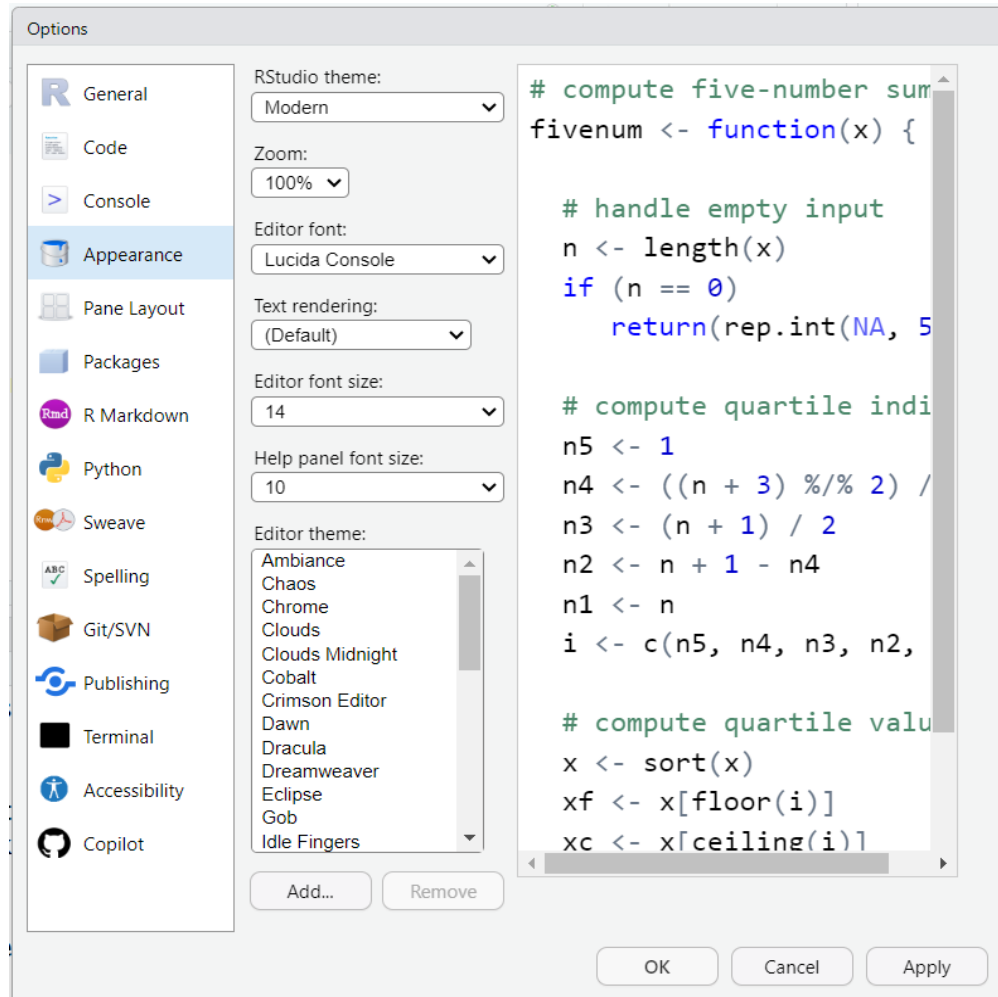 Options
General
Code
Console
Appearance
Pane Layout
Packages
Rmd R Markdown
Python
Sweave
ABC Spelling
Git/SVN
Publishing
Terminal
Accessibility
Copilot
RStudio theme:
Modern
Zoom:
100%
Editor font:
Lucida Console
Text rendering:
(Default)
Editor font size:
14
Help panel font size:
10
Editor theme:
Ambiance
Chaos
Chrome
Clouds
Clouds Midnight
Cobalt
Crimson Editor
Dawn
Dracula
Dreamweaver
Eclipse
Gob
Idle Fingers
Add...
Remove
# compute five-number sum
fivenum <- function(x) {
# handle empty input
n <- length(x)
if (n == 0)
return(rep.int(NA, 5
# compute quartile indi
n5 <- 1
n4 <- ((n + 3) %/% 2) /
n3 <- (n + 1) / 2
n2 <- n + 1 - n4
n1 <- n
i <- c(n5, n4, n3, n2,
# compute quartile valu
x <- sort(x)
xf <- x[floor(i)]
xc <- x[ceiling(i)]
OK
Cancel
Apply